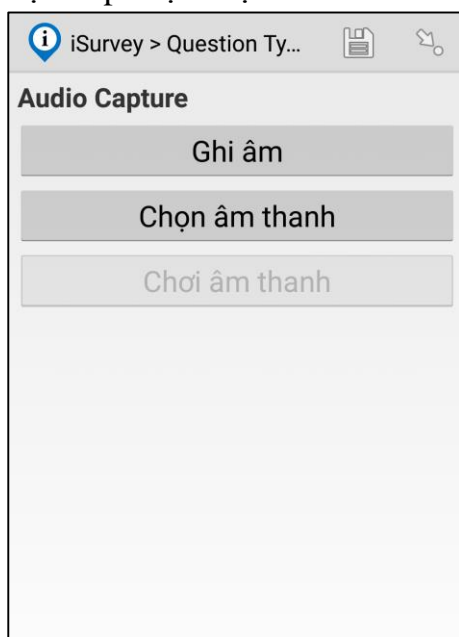 iSurvey > Question Ty...
Audio Capture
Ghi âm
Chọn âm thanh
Chơi âm thanh